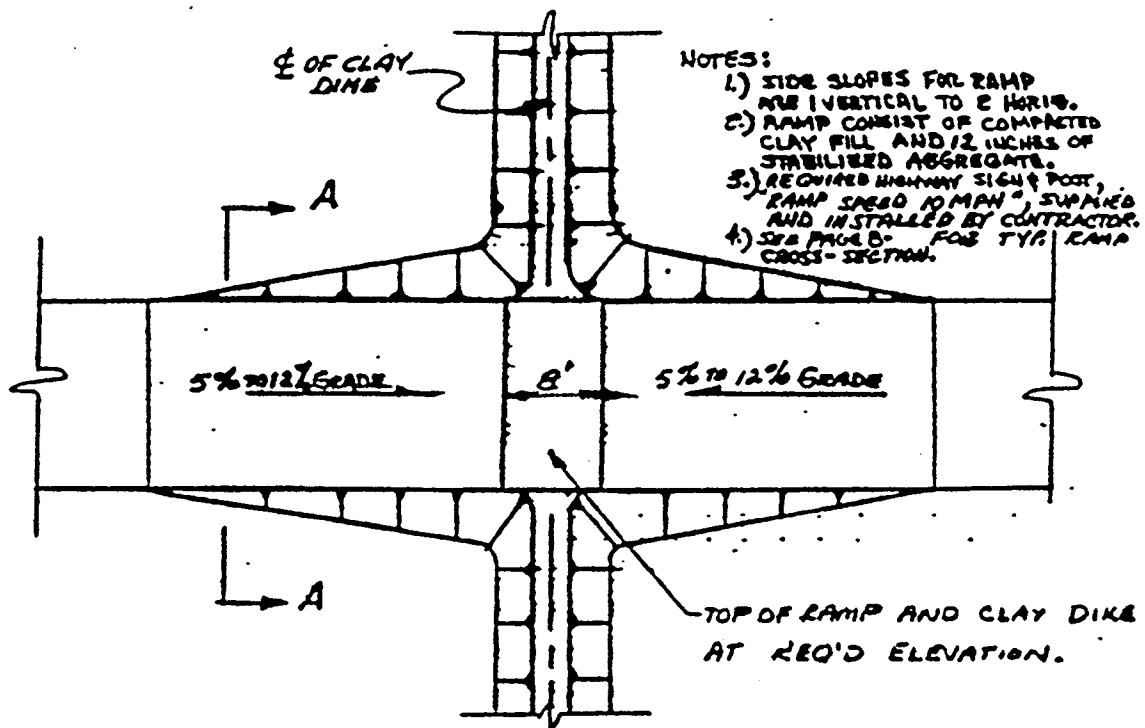 ℄ OF CLAY
DIKE
NOTES:
1.) SIDE SLOPES FOR RAMP
ARE 1 VERTICAL TO 2 HORIZ.
2.) RAMP CONSIST OF COMPACTED
CLAY FILL AND 12 INCHES OF
STABILIZED AGGREGATE.
3.) REQUIRED HIGHWAY SIGN & POST,
"RAMP SPEED 10 MPH", SUPPLIED
AND INSTALLED BY CONTRACTOR.
4.) SEE PAGE B- FOR TYP. RAMP
CROSS-SECTION.
A
5% TO 12% GRADE
8'
5% TO 12% GRADE
A
TOP OF RAMP AND CLAY DIKE
AT REQ'D ELEVATION.